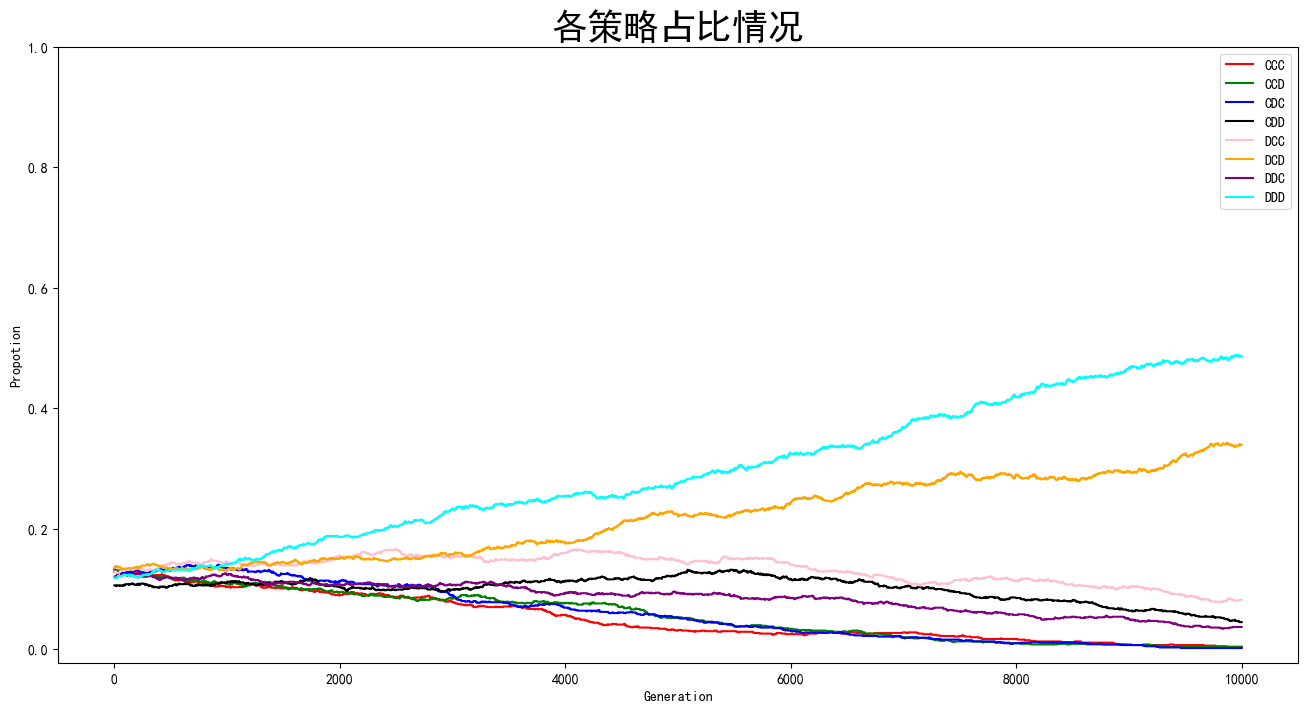 各策略占比情况
1.0
0.8
0.6
0.4
0.2
0.0
Propotion
0
2000
4000
6000
8000
10000
Generation
CCC
CCD
CDC
CDD
DCC
DCD
DDC
DDD